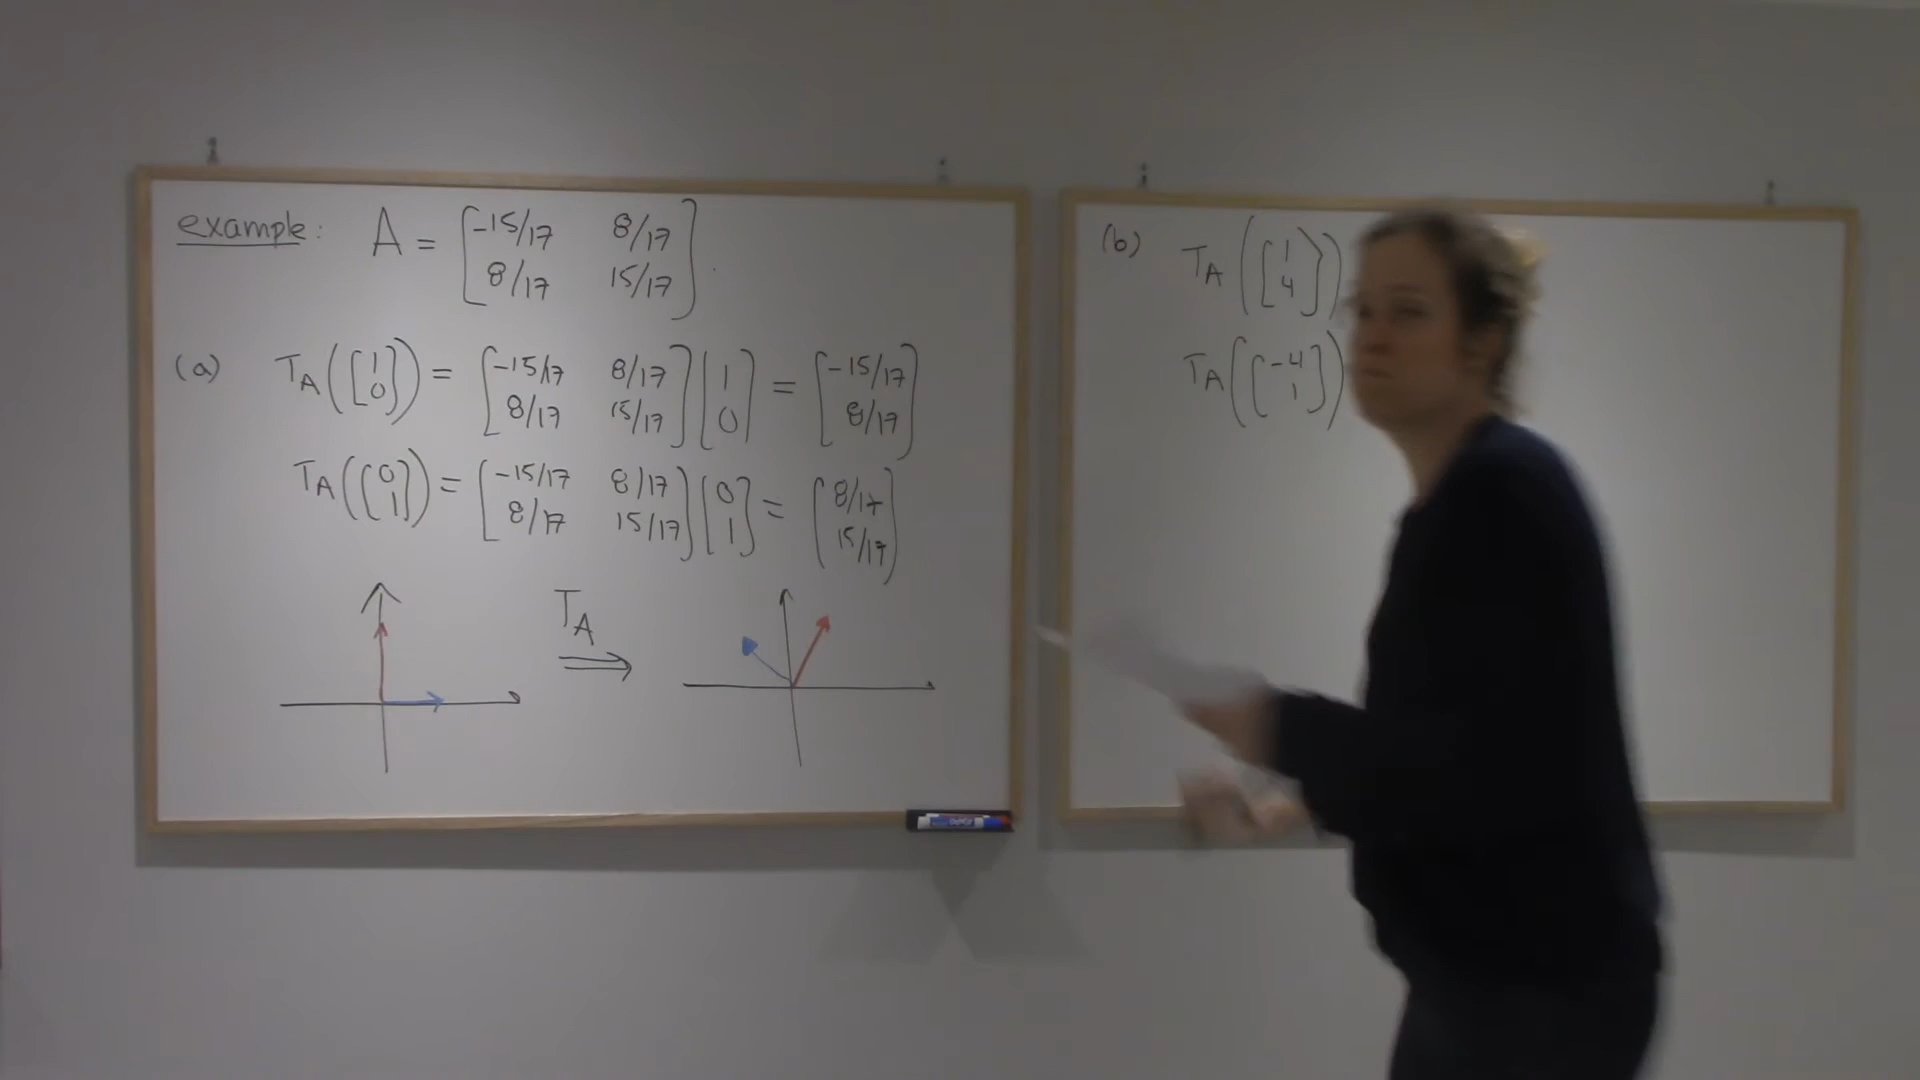 example: A = [-15/17 8/17
8/17 15/17].
(a) T_A([1 0]) = [-15/17 8/17
8/17 15/17] [1 0] = [-15/17
8/17]
T_A([0 1]) = [-15/17 8/17
8/17 15/17] [0 1] = [8/17
15/17]
T_A
⇒
(b) T_A([1
4])
T_A([-4
1])
EXPO